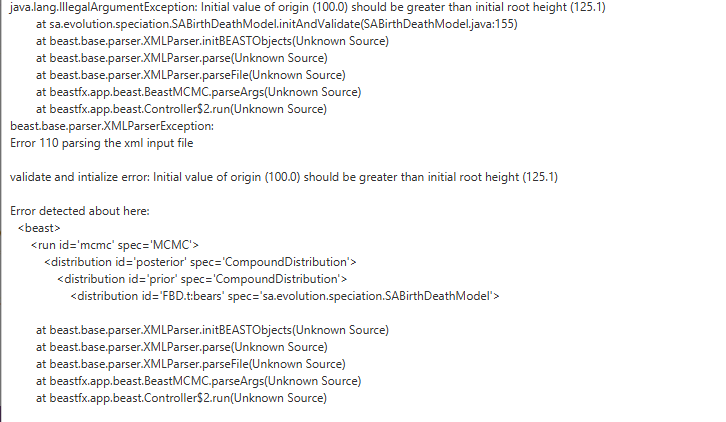 java.lang.IllegalArgumentException: Initial value of origin (100.0) should be greater than initial root height (125.1)
at sa.evolution.speciation.SABirthDeathModel.initAndValidate(SABirthDeathModel.java:155)
at beast.base.parser.XMLParser.initBEASTObjects(Unknown Source)
at beast.base.parser.XMLParser.parse(Unknown Source)
at beast.base.parser.XMLParser.parseFile(Unknown Source)
at beastfx.app.beast.BeastMCMC.parseArgs(Unknown Source)
at beastfx.app.beast.Controller$2.run(Unknown Source)
beast.base.parser.XMLParserException:
Error 110 parsing the xml input file
validate and intialize error: Initial value of origin (100.0) should be greater than initial root height (125.1)
Error detected about here:
<beast>
<run id='mcmc' spec='MCMC'>
<distribution id='posterior' spec='CompoundDistribution'>
<distribution id='prior' spec='CompoundDistribution'>
<distribution id='FBD.t:bears' spec='sa.evolution.speciation.SABirthDeathModel'>
at beast.base.parser.XMLParser.initBEASTObjects(Unknown Source)
at beast.base.parser.XMLParser.parse(Unknown Source)
at beast.base.parser.XMLParser.parseFile(Unknown Source)
at beastfx.app.beast.BeastMCMC.parseArgs(Unknown Source)
at beastfx.app.beast.Controller$2.run(Unknown Source)